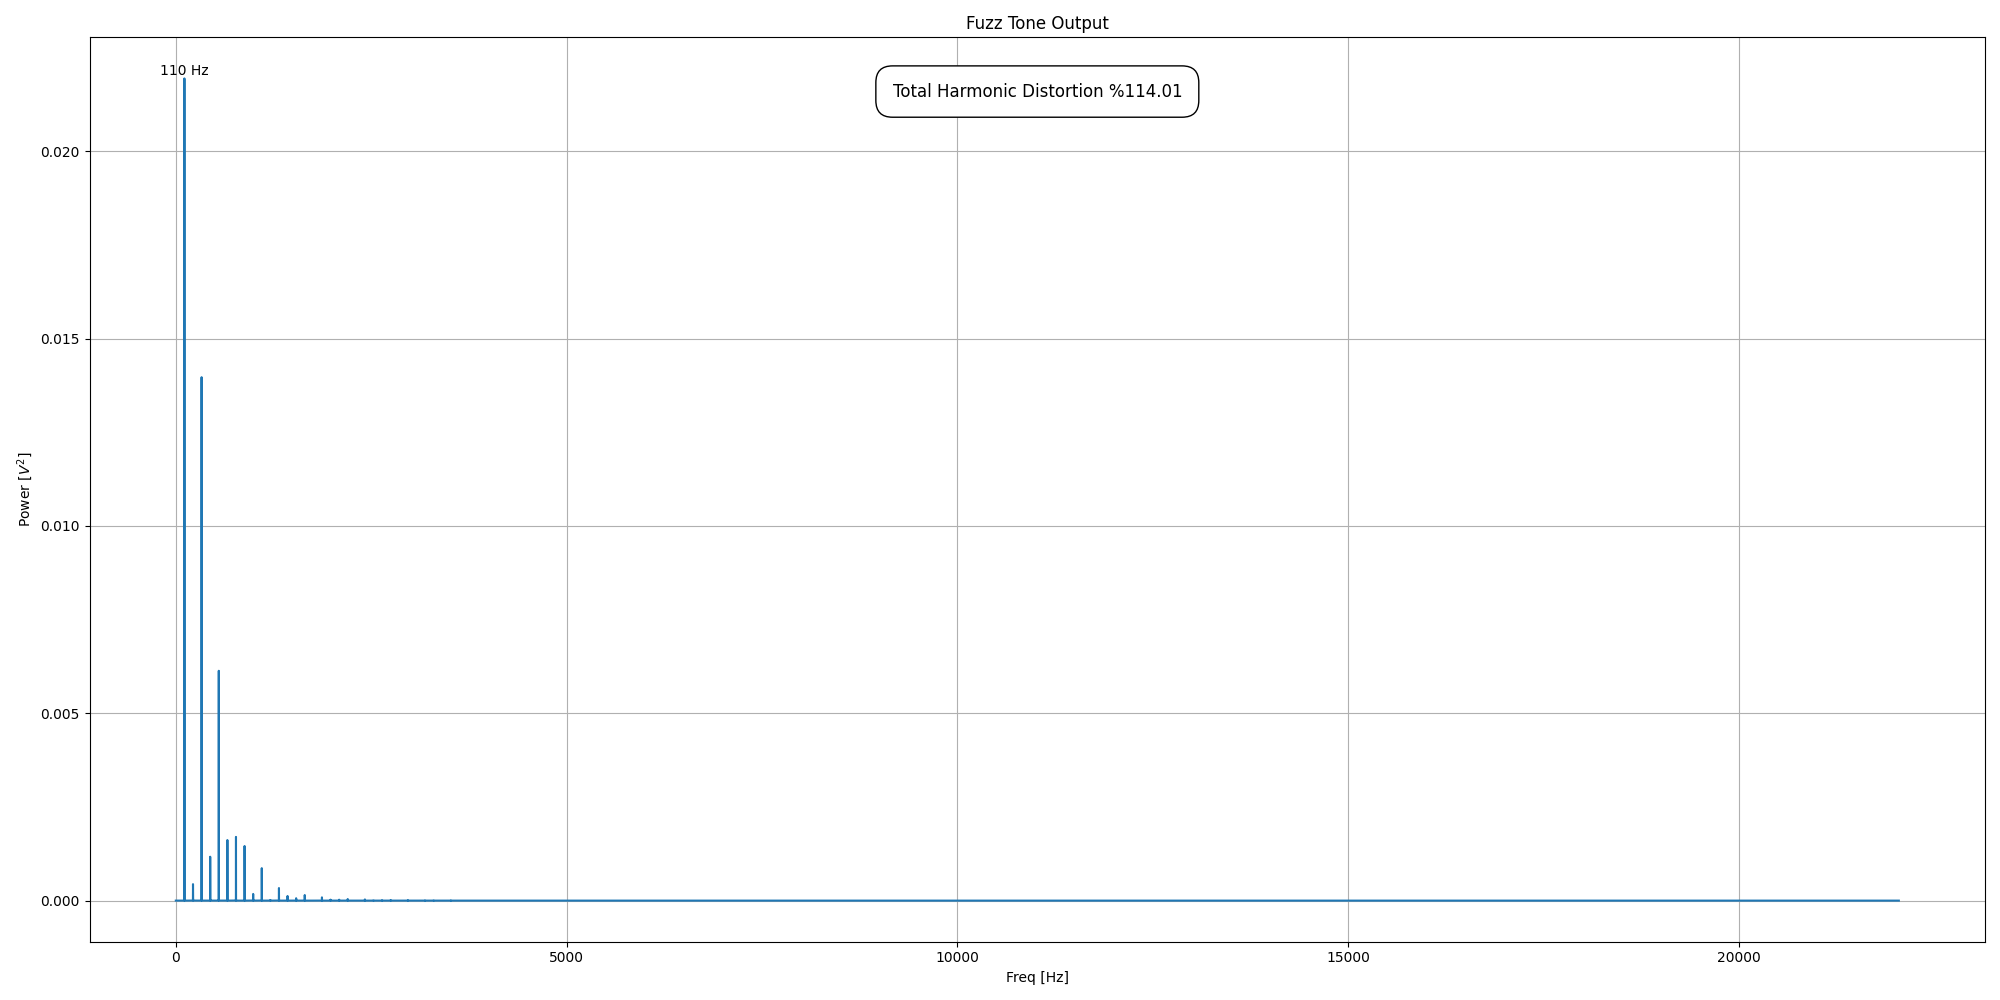 Fuzz Tone Output
110 Hz
Total Harmonic Distortion %114.01
0.020
0.015
0.010
0.005
0.000
Power [V²]
0 5000 10000 15000 20000
Freq [Hz]